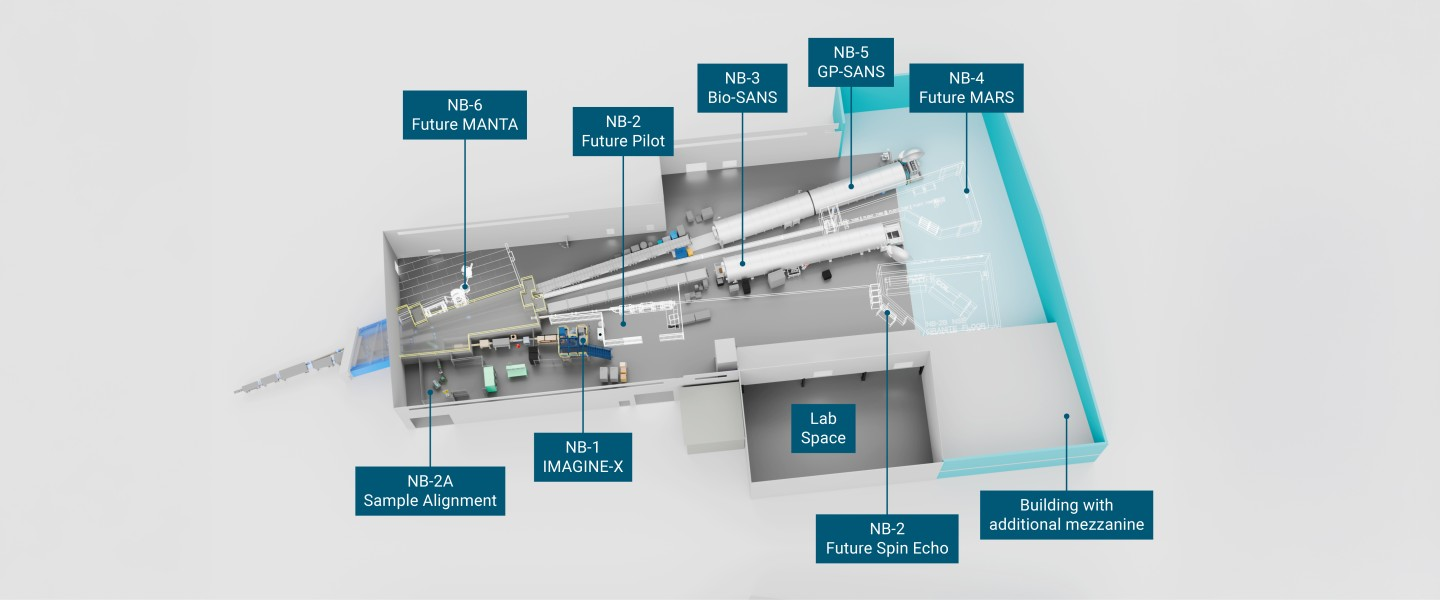 NB-5
GP-SANS
NB-3
Bio-SANS
NB-4
Future MARS
NB-6
Future MANTA
NB-2
Future Pilot
Lab
Space
NB-1
IMAGINE-X
NB-2A
Sample Alignment
Building with
additional mezzanine
NB-2
Future Spin Echo